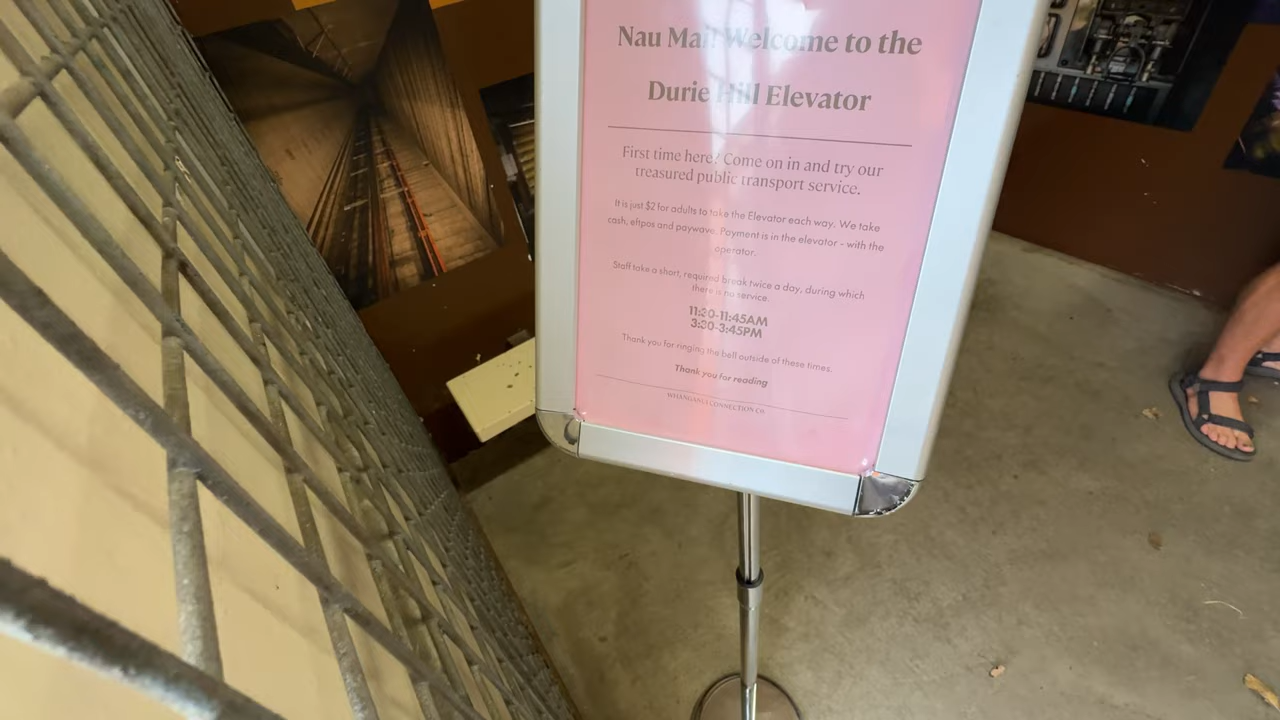 Nau Mai Welcome to the
Durie Hill Elevator
First time here? Come on in and try our
treasured public transport service.
It is just $2 for adults to take the Elevator each way. We take
cash, eftpos and paywave. Payment is in the elevator - with the
operator.
Staff take a short, required break twice a day, during which
there is no service.
11:30-11:45AM
3:30-3:45PM
Thank you for ringing the bell outside of these times.
Thank you for reading
WHANGANUI CONNECTION CO